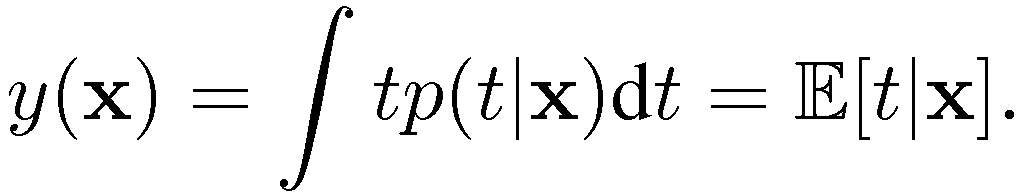 y(𝐱) = ∫ tp(t|𝐱)dt = 𝔼[t|𝐱].